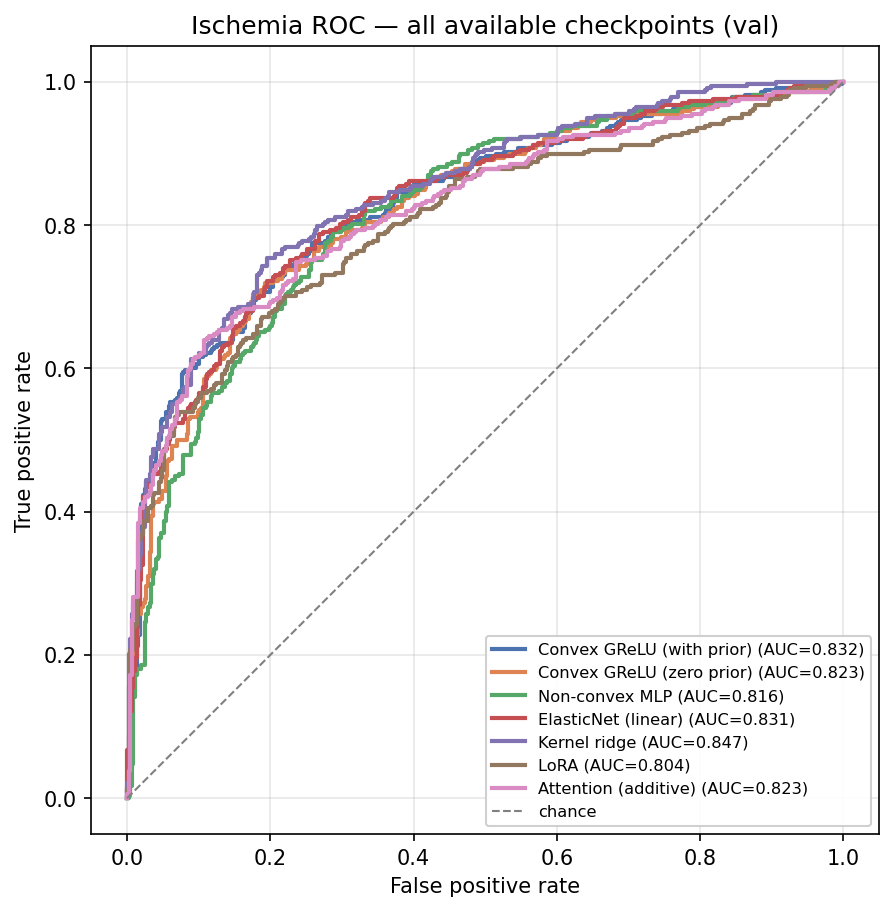 Ischemia ROC — all available checkpoints (val)
1.0
0.8
0.6
0.4
0.2
0.0
True positive rate
Convex GReLU (with prior) (AUC=0.832)
Convex GReLU (zero prior) (AUC=0.823)
Non-convex MLP (AUC=0.816)
ElasticNet (linear) (AUC=0.831)
Kernel ridge (AUC=0.847)
LoRA (AUC=0.804)
Attention (additive) (AUC=0.823)
chance
0.0 0.2 0.4 0.6 0.8 1.0
False positive rate